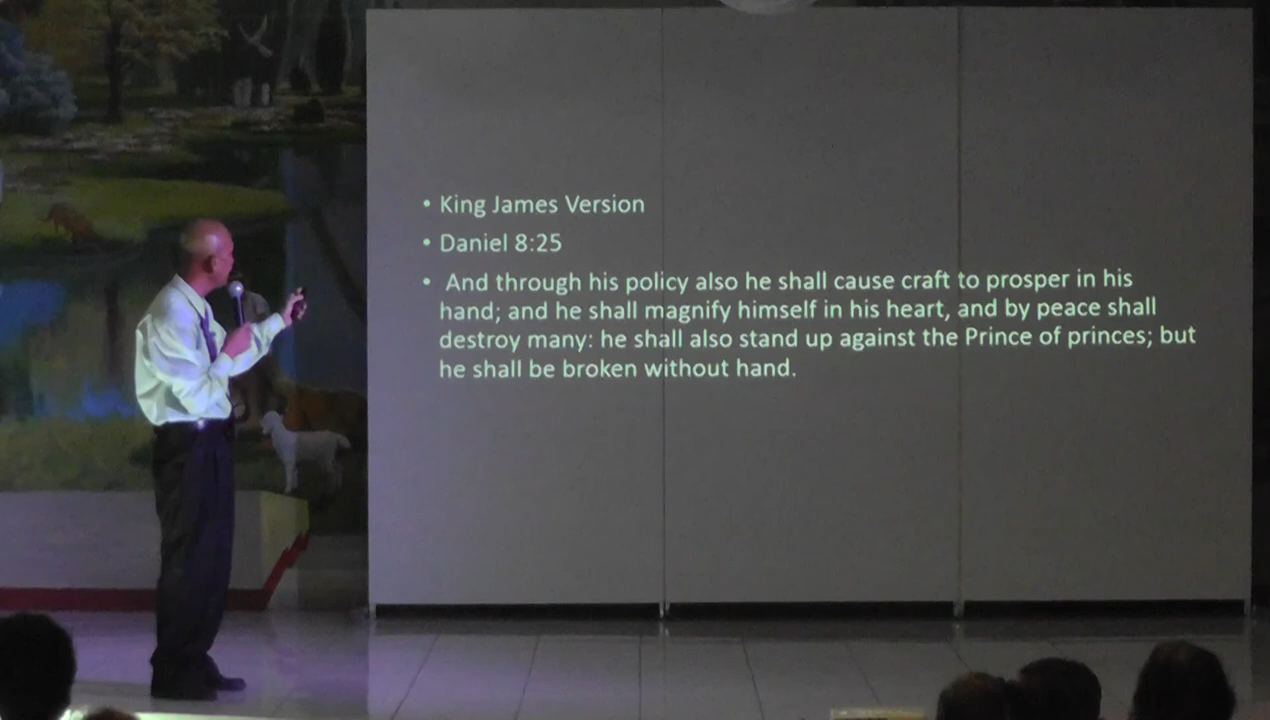 • King James Version
• Daniel 8:25
• And through his policy also he shall cause craft to prosper in his
hand; and he shall magnify himself in his heart, and by peace shall
destroy many: he shall also stand up against the Prince of princes; but
he shall be broken without hand.